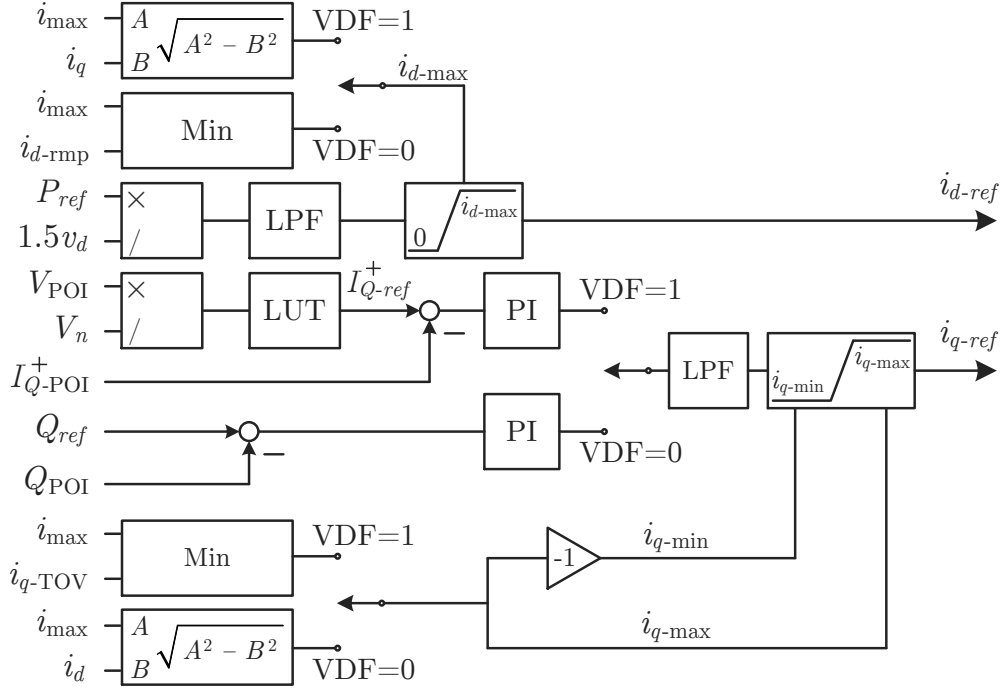 i_max A √(A² − B²) VDF=1
i_q B
i_d-max
i_max Min
i_d-rmp VDF=0
P_ref × LPF 0 i_d-max i_d-ref
1.5v_d /
V_POI × LUT I^+_Q-ref PI VDF=1
V_n / −
i_q-ref
I^+_Q-POI LPF i_q-min i_q-max
Q_ref PI
− VDF=0
Q_POI
i_max Min VDF=1
i_q-TOV -1 i_q-min
i_max A √(A² − B²) i_q-max
i_d B VDF=0